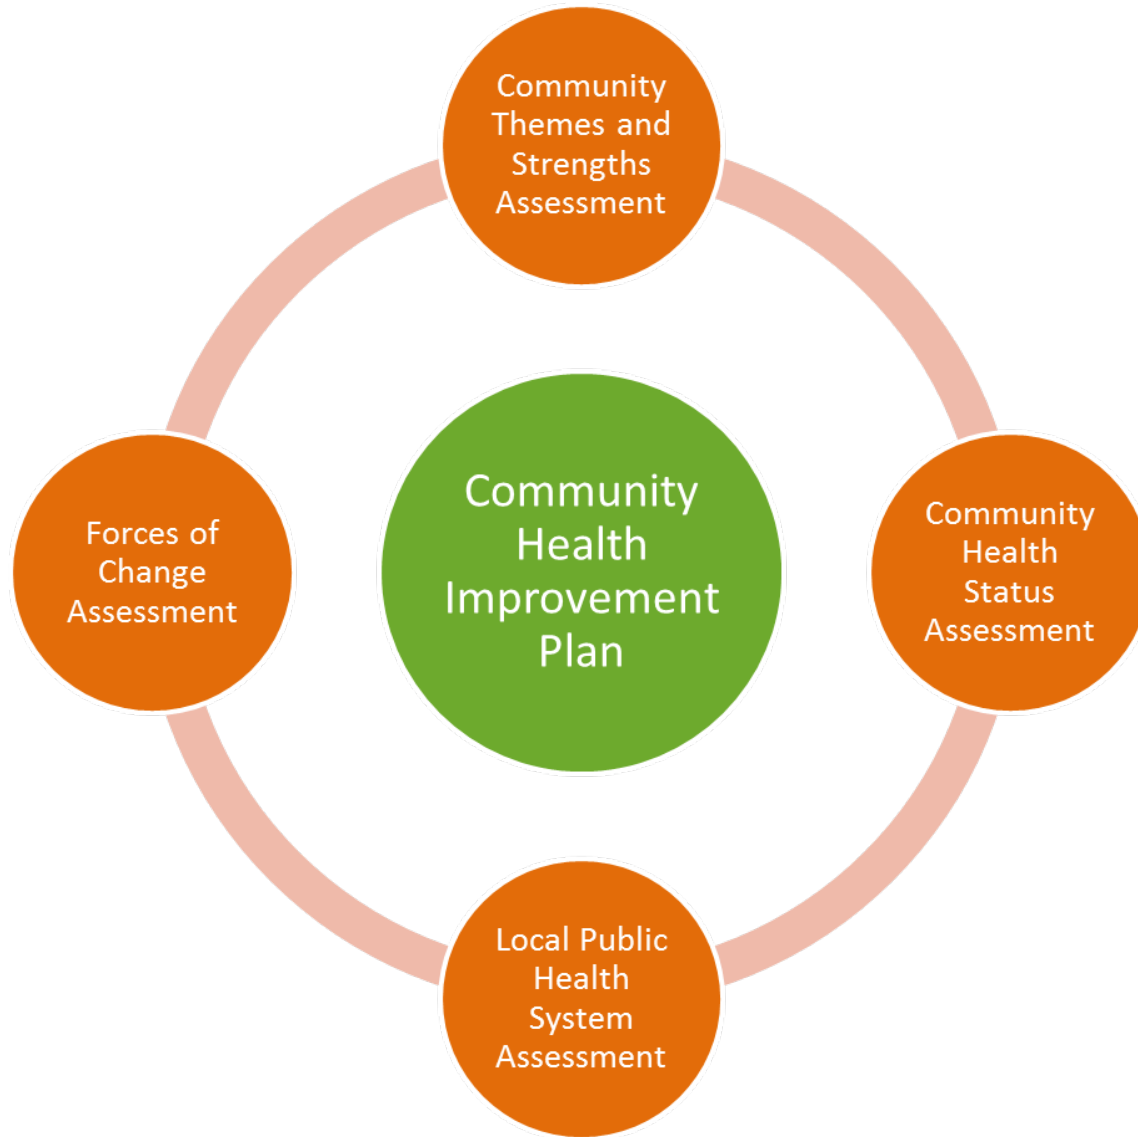 Community
Themes and
Strengths
Assessment
Forces of
Change
Assessment
Community
Health
Improvement
Plan
Community
Health
Status
Assessment
Local Public
Health
System
Assessment